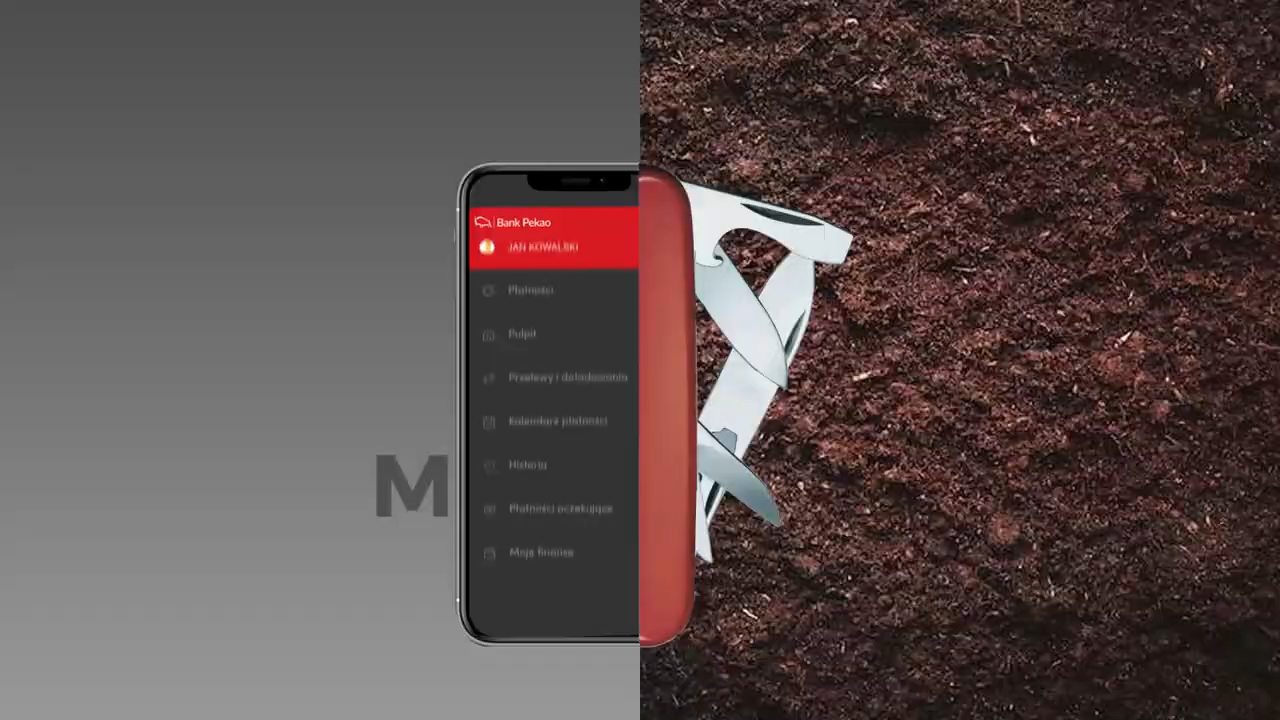 Bank Pekao
JAN KOWALSKI
Płatności
Pulpit
Przelewy i doładowania
Kalendarz płatności
Historia
Płatności oczekujące
Moje finanse
M